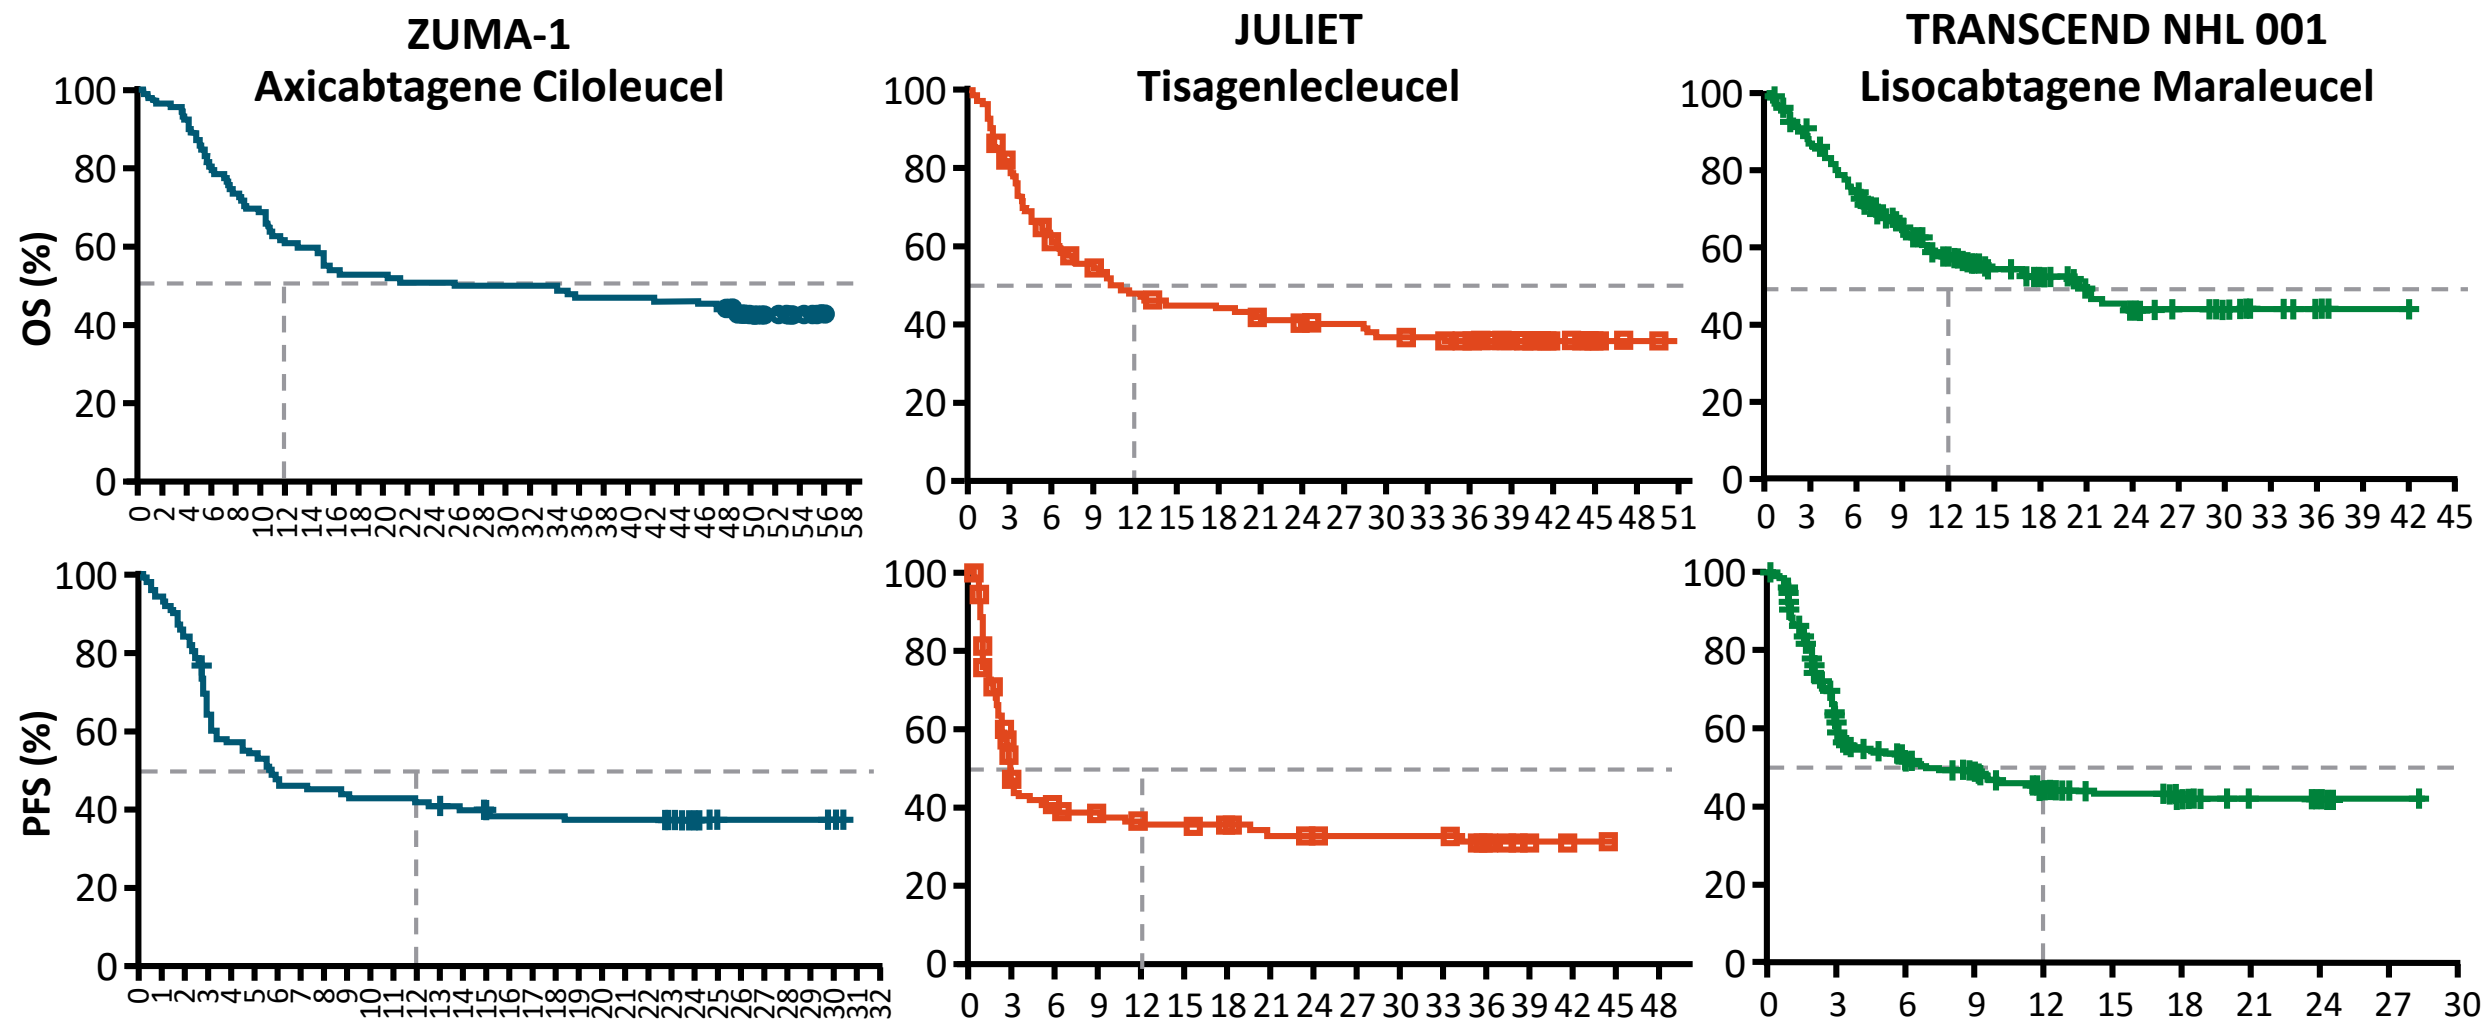 ZUMA-1
Axicabtagene Ciloleucel
JULIET
Tisagenlecleucel
TRANSCEND NHL 001
Lisocabtagene Maraleucel
OS (%)
100
80
60
40
20
0
0 2 4 6 8 10 12 14 16 18 20 22 24 26 28 30 32 34 36 38 40 42 44 46 48 50 52 54 56 58
100
80
60
40
20
0
0 3 6 9 12 15 18 21 24 27 30 33 36 39 42 45 48 51
100
80
60
40
20
0
0 3 6 9 12 15 18 21 24 27 30 33 36 39 42 45
PFS (%)
100
80
60
40
20
0
0 1 2 3 4 5 6 7 8 9 10 11 12 13 14 15 16 17 18 19 20 21 22 23 24 25 26 27 28 29 30 31 32
100
80
60
40
20
0
0 3 6 9 12 15 18 21 24 27 30 33 36 39 42 45 48
100
80
60
40
20
0
0 3 6 9 12 15 18 21 24 27 30